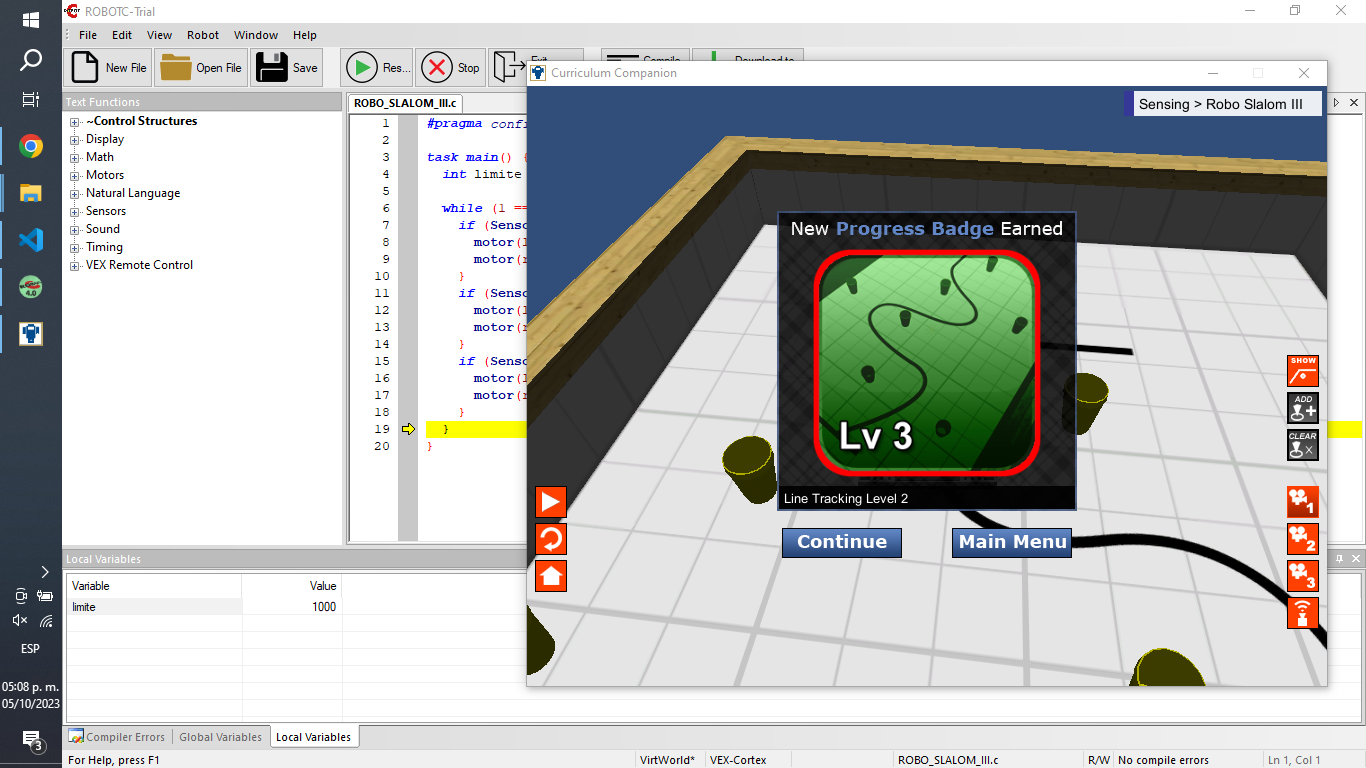 ROBOTC-Trial
File Edit View Robot Window Help
New File
Open File
Save
Res...
Stop
Text Functions
~Control Structures
Display
Math
Motors
Natural Language
Sensors
Sound
Timing
VEX Remote Control
ROBO_SLALOM_III.c
1 #pragma confi
2
3 task main() {
4 int limite
5
6 while (1 ==
7 if (Senso
8 motor(l
9 motor(r
10 }
11 if (Senso
12 motor(l
13 motor(r
14 }
15 if (Senso
16 motor(l
17 motor(r
18 }
19 }
20 }
Curriculum Companion
Sensing > Robo Slalom III
New Progress Badge Earned
Lv 3
Line Tracking Level 2
Continue
Main Menu
SHOW
ADD
CLEAR
1
2
3
Local Variables
Variable Value
limite 1000
Compiler Errors Global Variables Local Variables
For Help, press F1
VirtWorld* VEX-Cortex ROBO_SLALOM_III.c R/W No compile errors Ln 1, Col 1
4.0
ESP
05:08 p. m.
05/10/2023
3